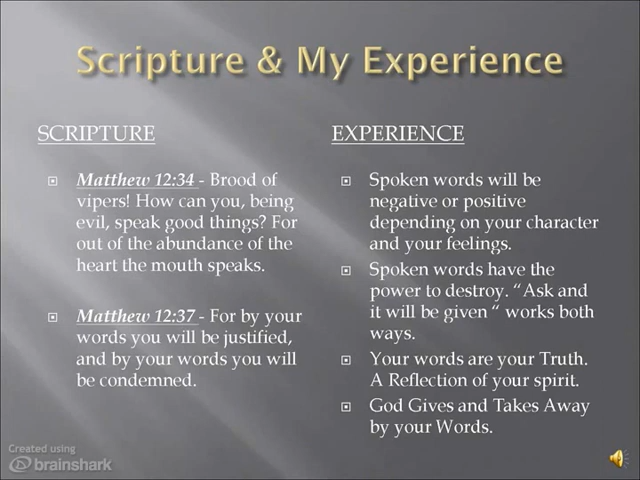 Scripture & My Experience
SCRIPTURE
Matthew 12:34 - Brood of
vipers! How can you, being
evil, speak good things? For
out of the abundance of the
heart the mouth speaks.
Matthew 12:37 - For by your
words you will be justified,
and by your words you will
be condemned.
EXPERIENCE
Spoken words will be
negative or positive
depending on your character
and your feelings.
Spoken words have the
power to destroy. “Ask and
it will be given “ works both
ways.
Your words are your Truth.
A Reflection of your spirit.
God Gives and Takes Away
by your Words.
Created using
brainshark